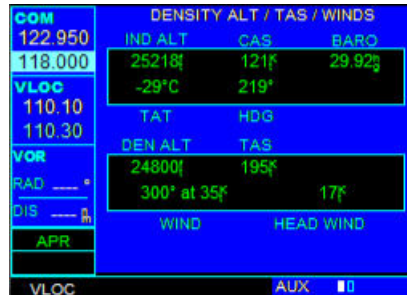 COM
122.950
118.000
VLOC
110.10
110.30
VOR
RAD ___ °
DIS ___ nm
APR
VLOC
DENSITY ALT / TAS / WINDS
IND ALT CAS BARO
25218ft 121kt 29.92
-29°C 219°
TAT HDG
DEN ALT TAS
24800ft 195kt
300° at 35kt 17kt
WIND HEAD WIND
AUX